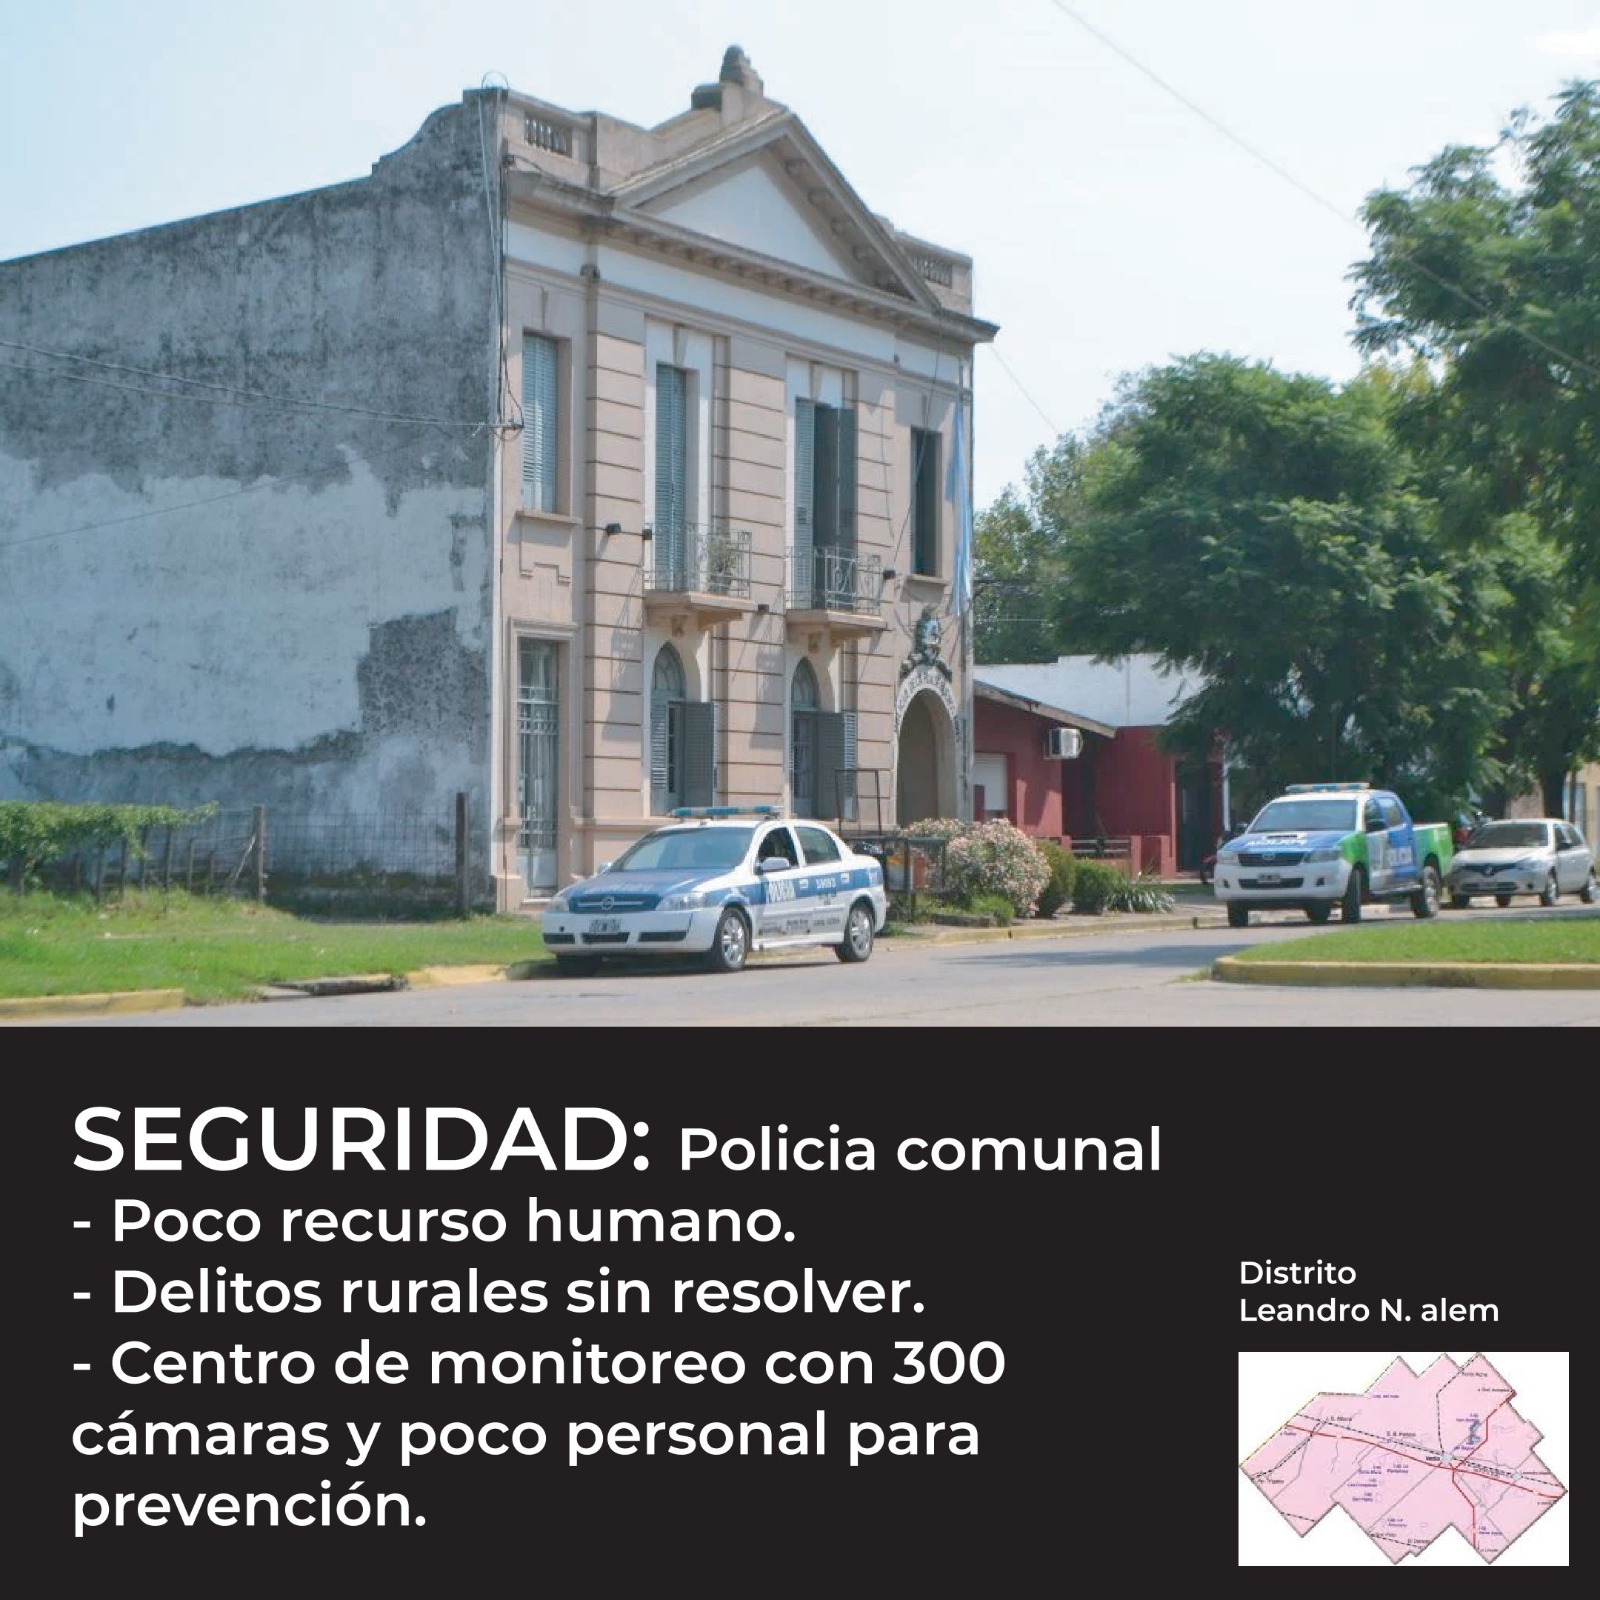 POLICIA
SEGURIDAD: Policia comunal
- Poco recurso humano.
- Delitos rurales sin resolver.
- Centro de monitoreo con 300
cámaras y poco personal para
prevención.
Distrito
Leandro N. alem